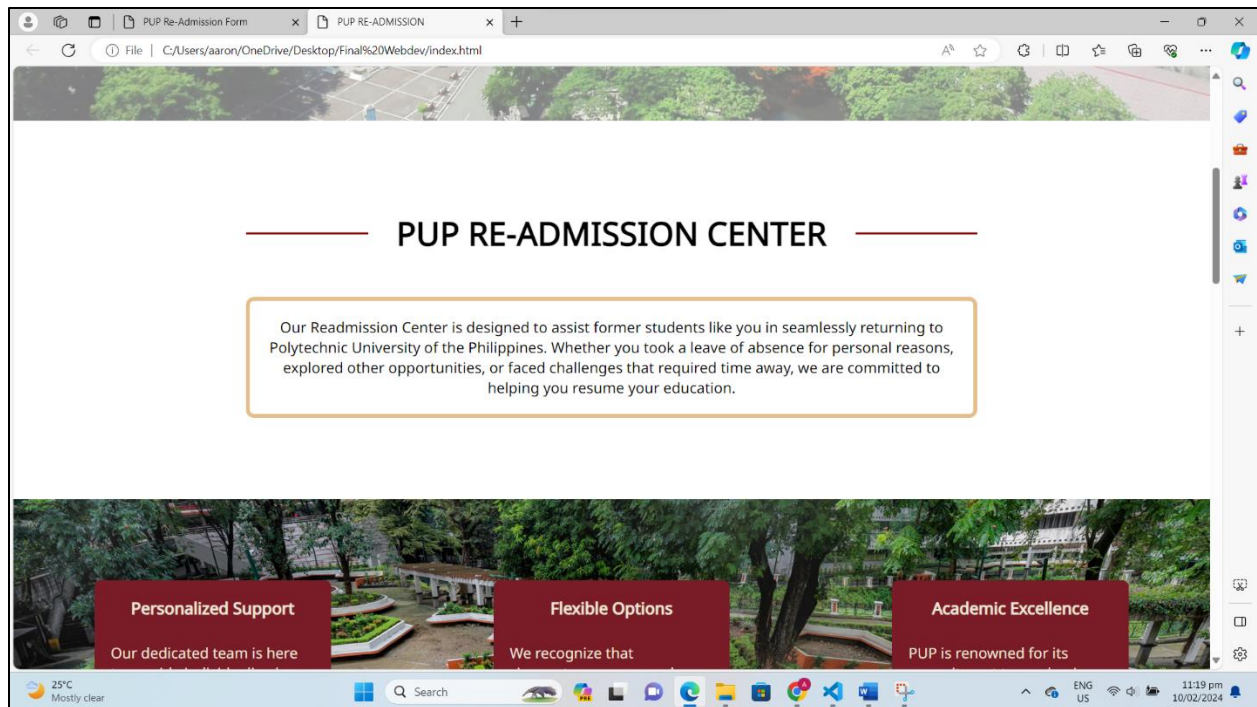 PUP Re-Admission Form
PUP RE-ADMISSION
File | C:/Users/aaron/OneDrive/Desktop/Final%20Webdev/index.html
PUP RE-ADMISSION CENTER
Our Readmission Center is designed to assist former students like you in seamlessly returning to
Polytechnic University of the Philippines. Whether you took a leave of absence for personal reasons,
explored other opportunities, or faced challenges that required time away, we are committed to
helping you resume your education.
Personalized Support
Our dedicated team is here
Flexible Options
We recognize that
Academic Excellence
PUP is renowned for its
25°C
Mostly clear
Search
ENG
US
11:19 pm
10/02/2024